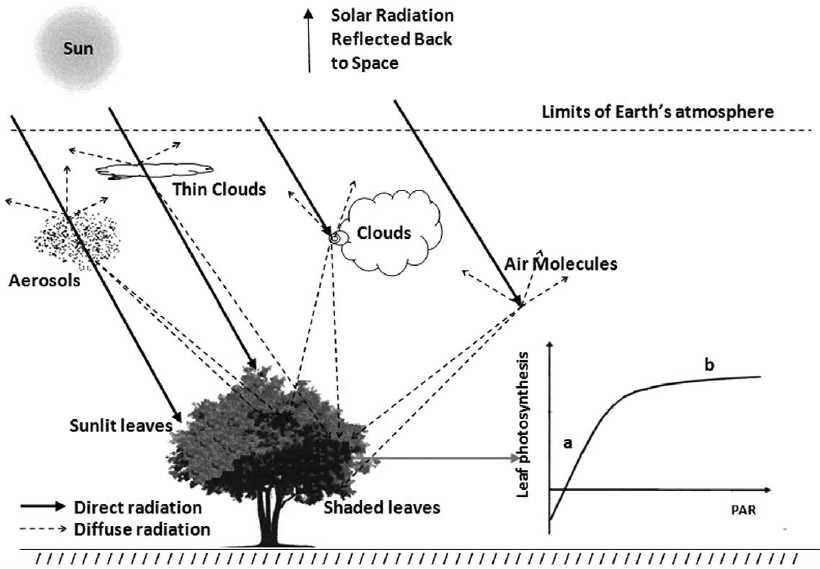 Sun
Solar Radiation
Reflected Back
to Space
Limits of Earth's atmosphere
Thin Clouds
Clouds
Aerosols
Air Molecules
Sunlit leaves
Shaded leaves
Direct radiation
Diffuse radiation
Leaf photosynthesis
a
b
PAR